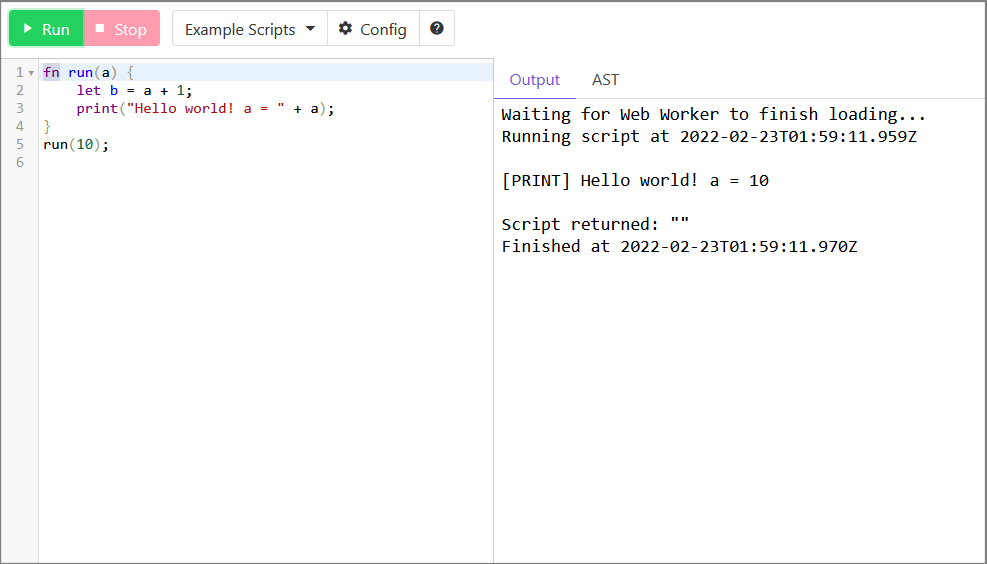 Run Stop Example Scripts Config ?
1 fn run(a) {
2     let b = a + 1;
3     print("Hello world! a = " + a);
4 }
5 run(10);
6
Output AST
Waiting for Web Worker to finish loading...
Running script at 2022-02-23T01:59:11.959Z
[PRINT] Hello world! a = 10
Script returned: ""
Finished at 2022-02-23T01:59:11.970Z